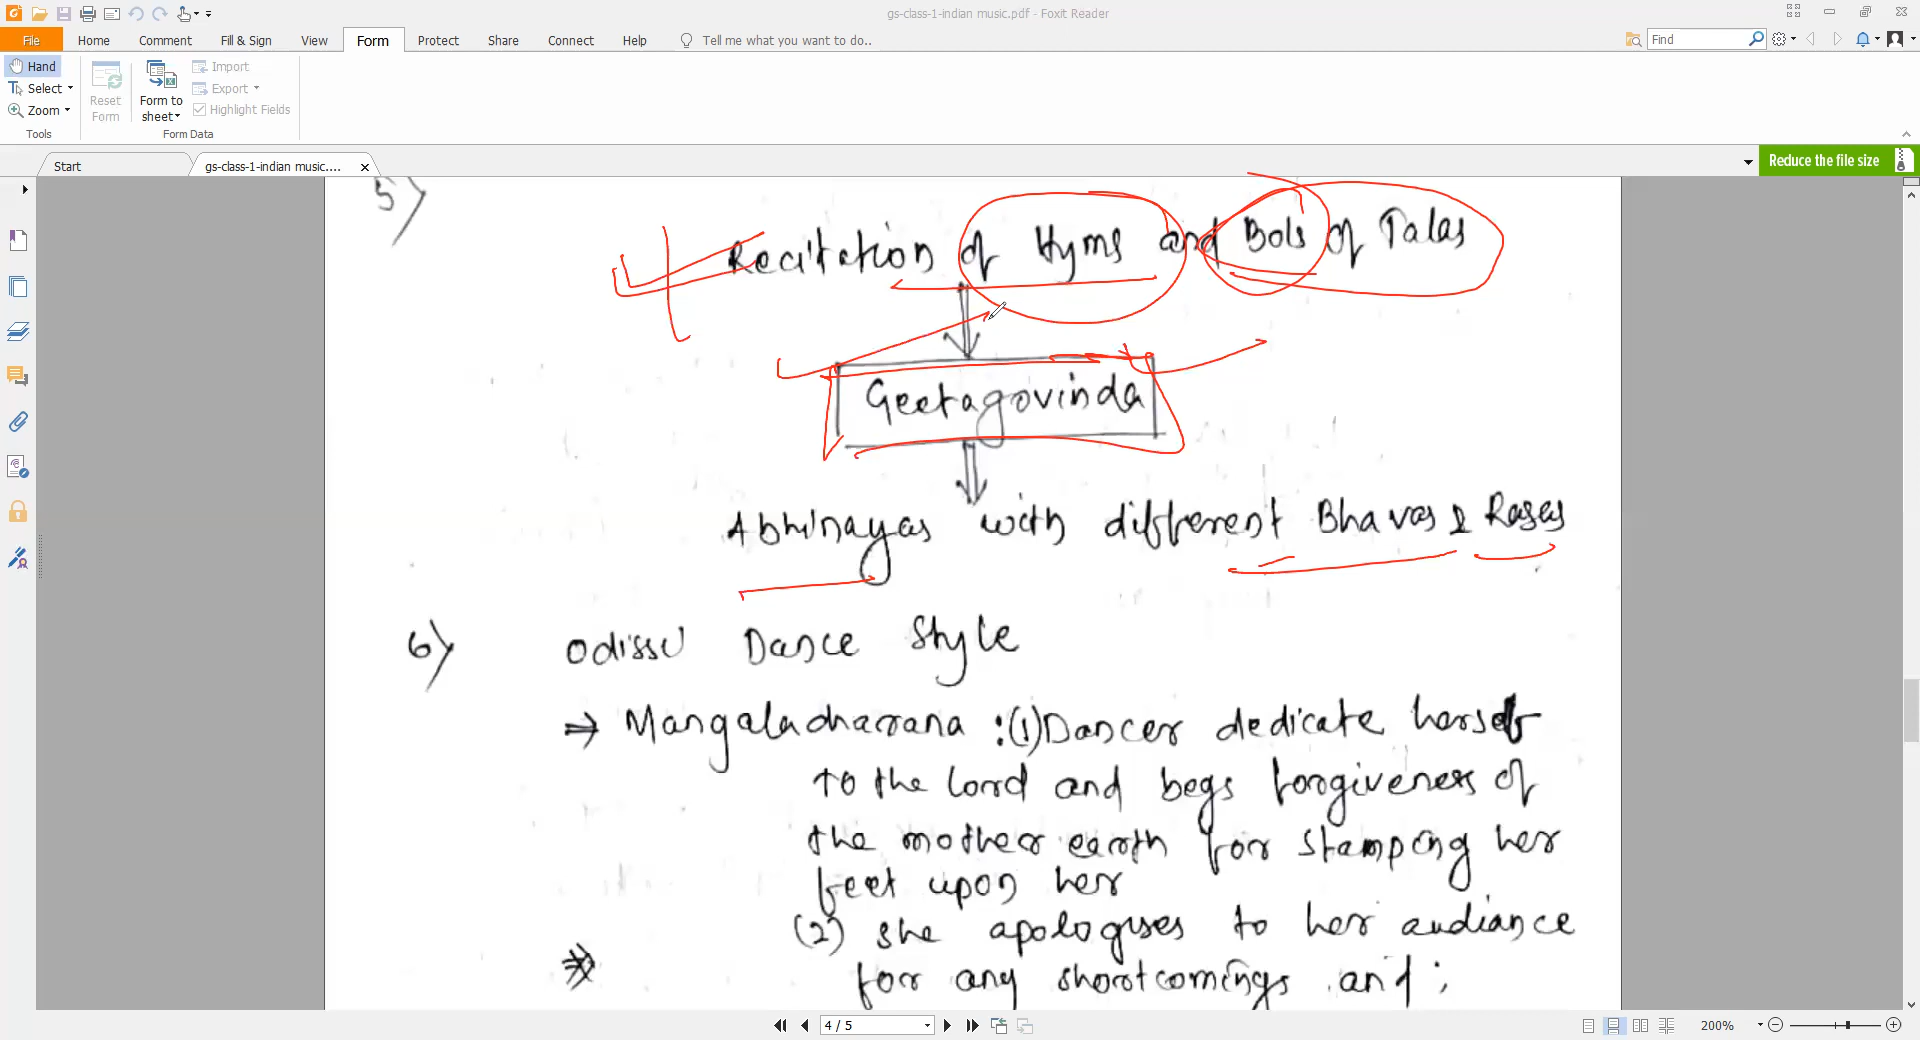 gs-class-1-indian music.pdf - Foxit Reader
File Home Comment Fill & Sign View Form Protect Share Connect Help Tell me what you want to do.. Find
Hand
Select
Zoom
Tools
Reset Form
Form to sheet
Import
Export
Highlight Fields
Form Data
Start gs-class-1-indian music.... Reduce the file size
5)
Recitation of Hyms and Bols of Talas
Geetagovinda
Abhinayas with different Bhavas & Rasas
6) Odissi Dance Style
⇒ Mangalacharana : (1) Dancer dedicate herself
to the lord and begs forgiveness of
the mother earth for stamping her
feet upon her
(2) she apologises to her audiance
for any shortcomings and ;
4 / 5 200%